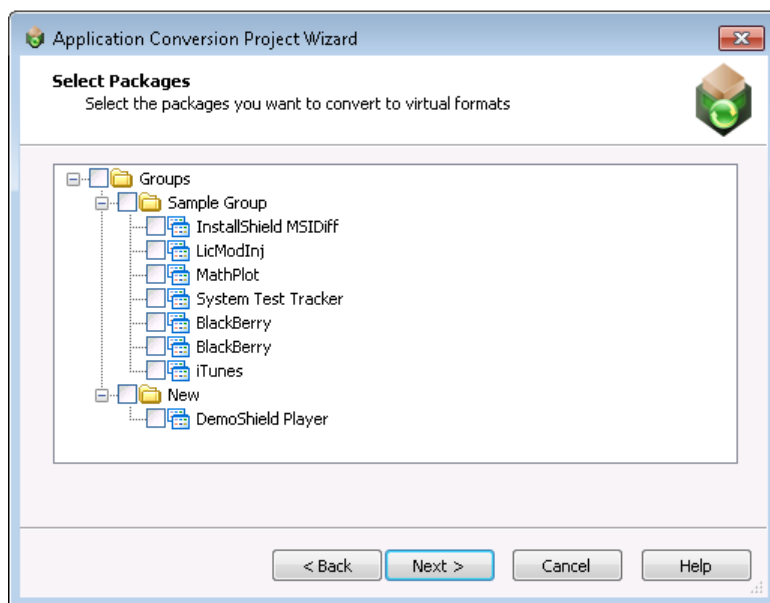 Application Conversion Project Wizard
Select Packages
Select the packages you want to convert to virtual formats
Groups
Sample Group
InstallShield MSIDiff
LicModInj
MathPlot
System Test Tracker
BlackBerry
BlackBerry
iTunes
New
DemoShield Player
< Back Next > Cancel Help